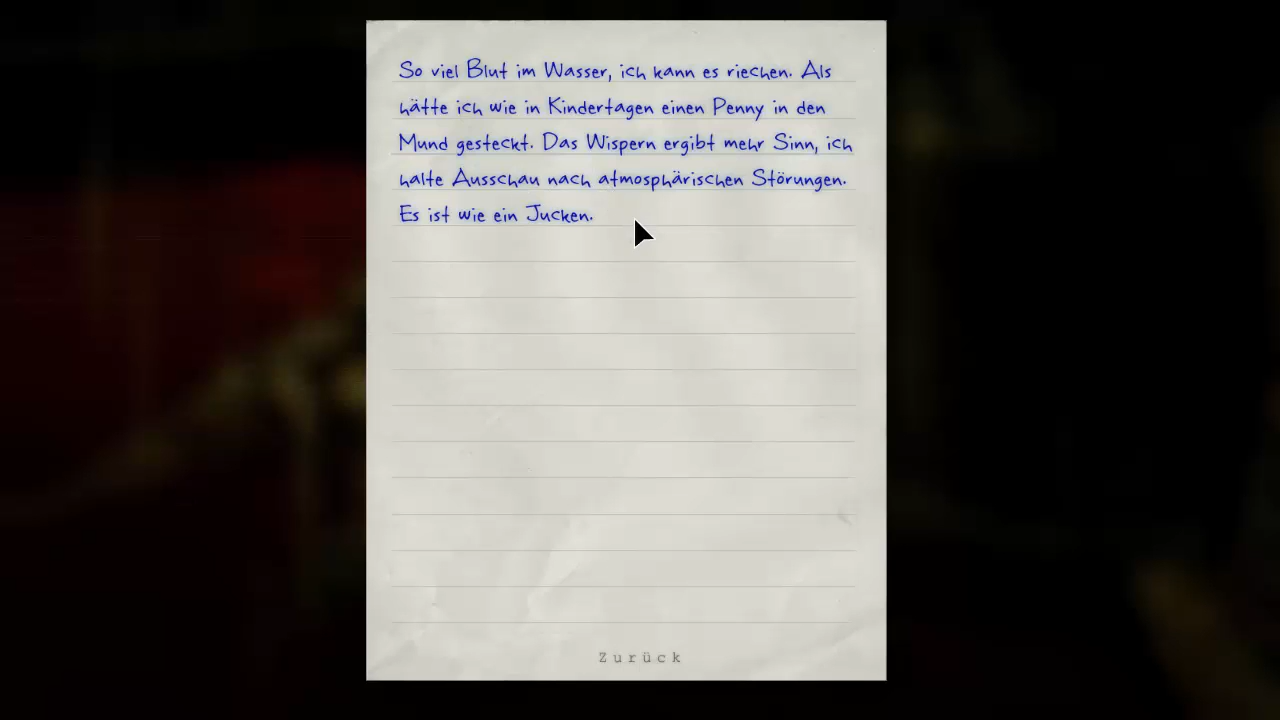 So viel Blut im Wasser, ich kann es riechen. Als
hätte ich wie in Kindertagen einen Penny in den
Mund gesteckt. Das Wispern ergibt mehr Sinn, ich
halte Ausschau nach atmosphärischen Störungen.
Es ist wie ein Jucken.
Zurück